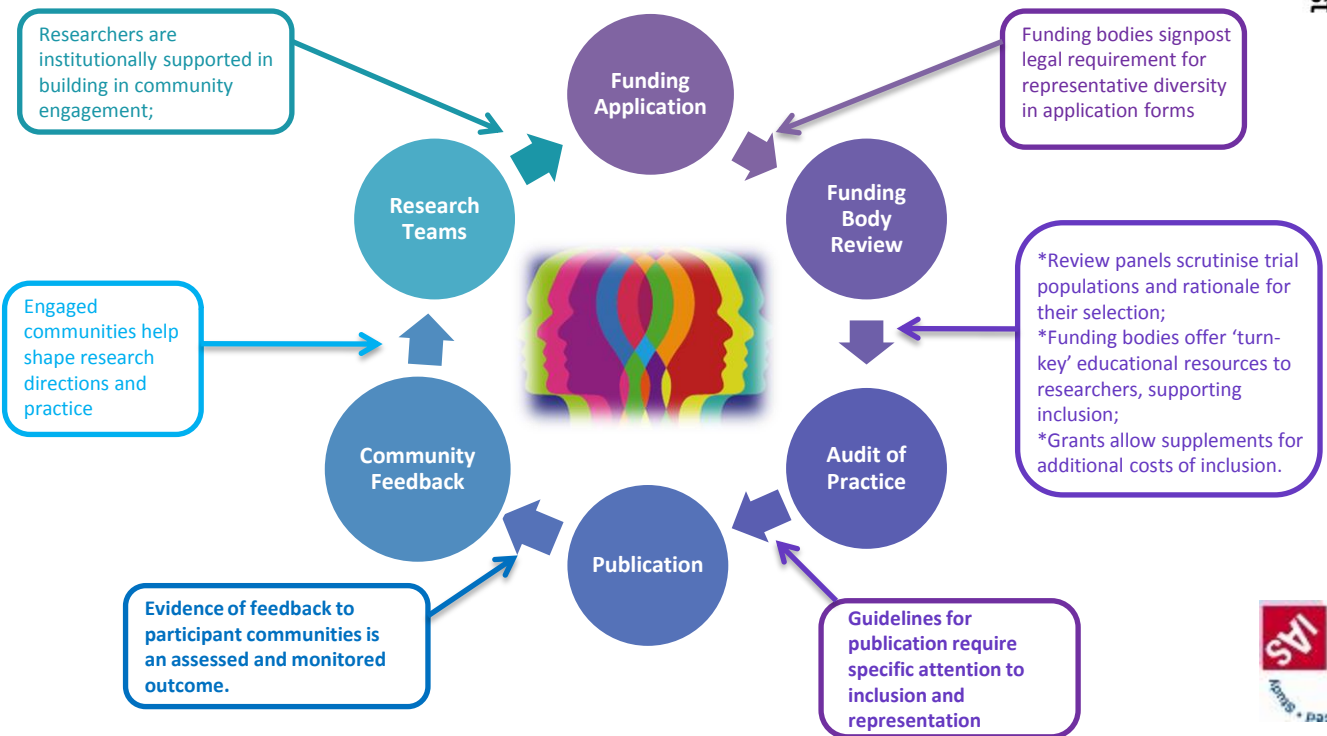 Researchers are
institutionally supported in
building in community
engagement;
Funding
Application
Funding bodies signpost
legal requirement for
representative diversity
in application forms
Research
Teams
Funding
Body
Review
*Review panels scrutinise trial
populations and rationale for
their selection;
*Funding bodies offer ‘turn-
key’ educational resources to
researchers, supporting
inclusion;
*Grants allow supplements for
additional costs of inclusion.
Engaged
communities help
shape research
directions and
practice
Community
Feedback
Audit of
Practice
Publication
Evidence of feedback to
participant communities is
an assessed and monitored
outcome.
Guidelines for
publication require
specific attention to
inclusion and
representation
IAS